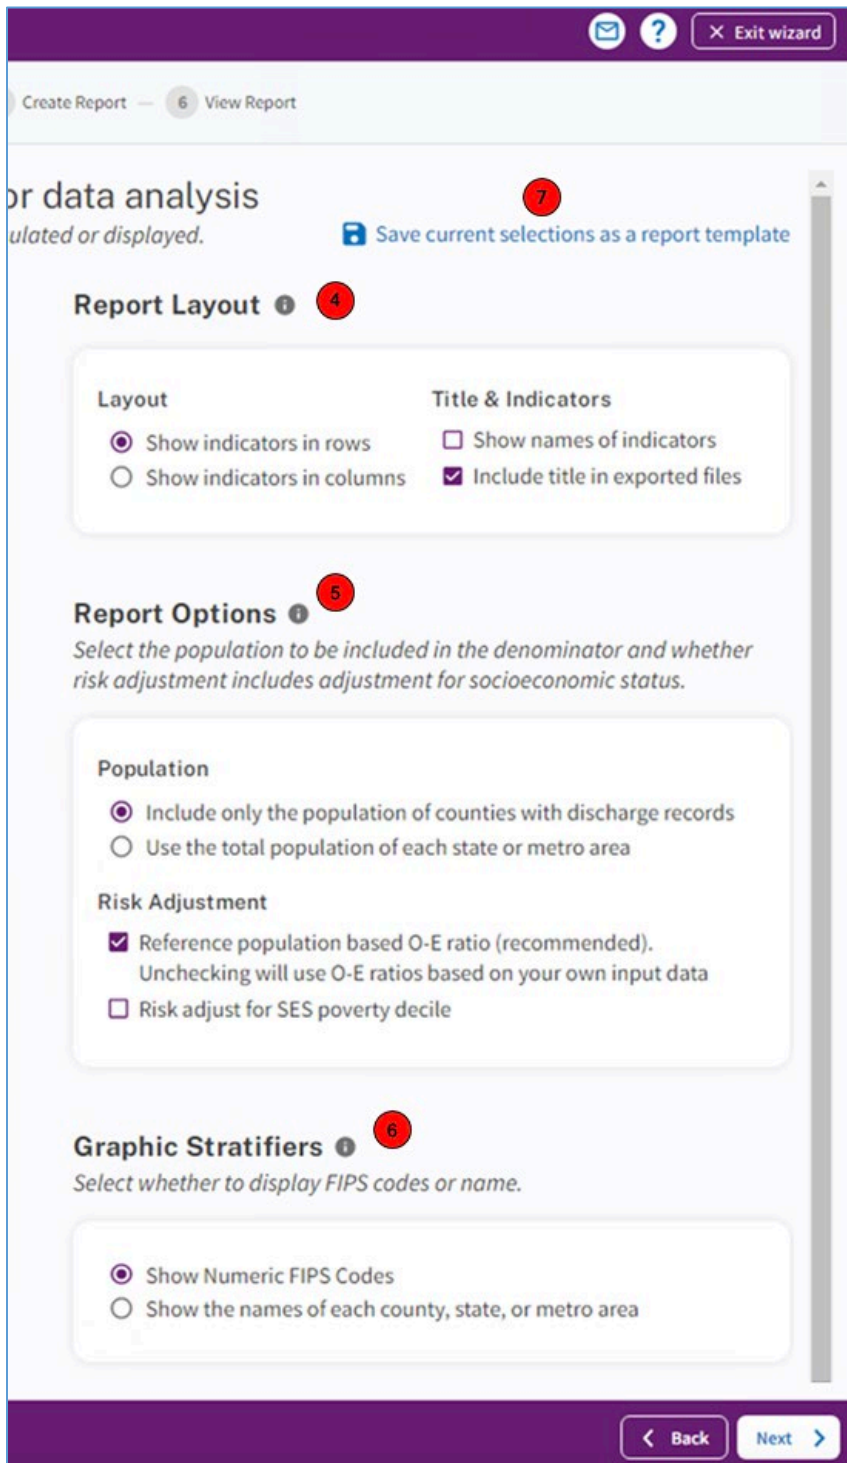 ? × Exit wizard
Create Report — 6 View Report
or data analysis
7
ulated or displayed.
Save current selections as a report template
Report Layout i 4
Layout
Show indicators in rows
Show indicators in columns
Title & Indicators
Show names of indicators
Include title in exported files
Report Options i 5
Select the population to be included in the denominator and whether
risk adjustment includes adjustment for socioeconomic status.
Population
Include only the population of counties with discharge records
Use the total population of each state or metro area
Risk Adjustment
Reference population based O-E ratio (recommended).
Unchecking will use O-E ratios based on your own input data
Risk adjust for SES poverty decile
Graphic Stratifiers i 6
Select whether to display FIPS codes or name.
Show Numeric FIPS Codes
Show the names of each county, state, or metro area
Back
Next